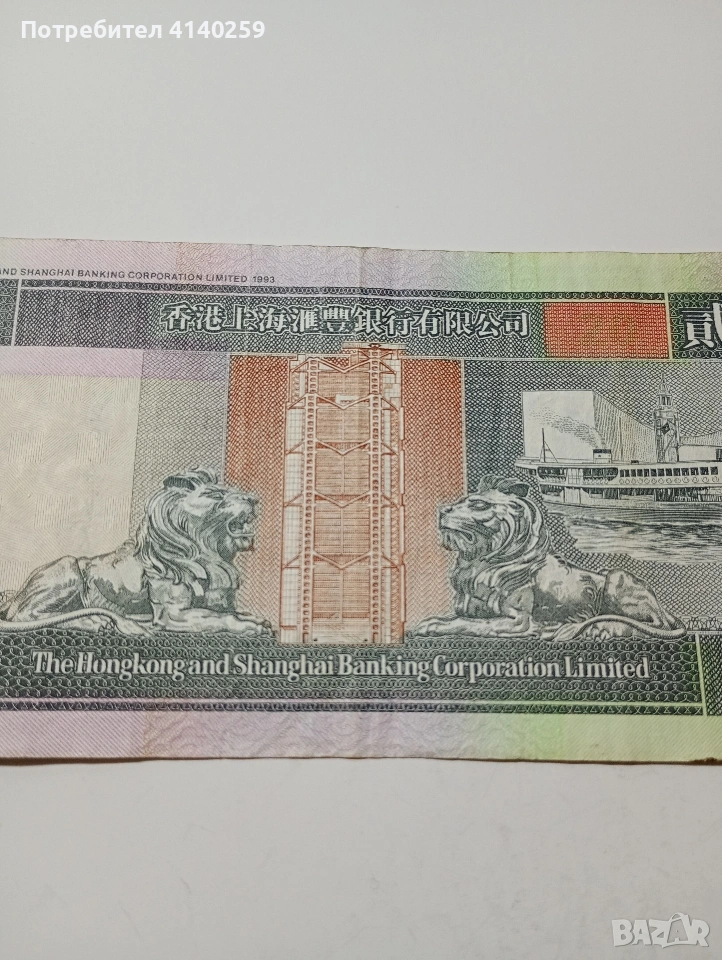 Потребител 4140259
AND SHANGHAI BANKING CORPORATION LIMITED 1993
香港上海滙豐銀行有限公司
貳
The Hongkong and Shanghai Banking Corporation Limited
BAZAR